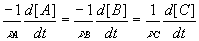 -1/νA d[A]/dt = -1/νB d[B]/dt = 1/νC d[C]/dt